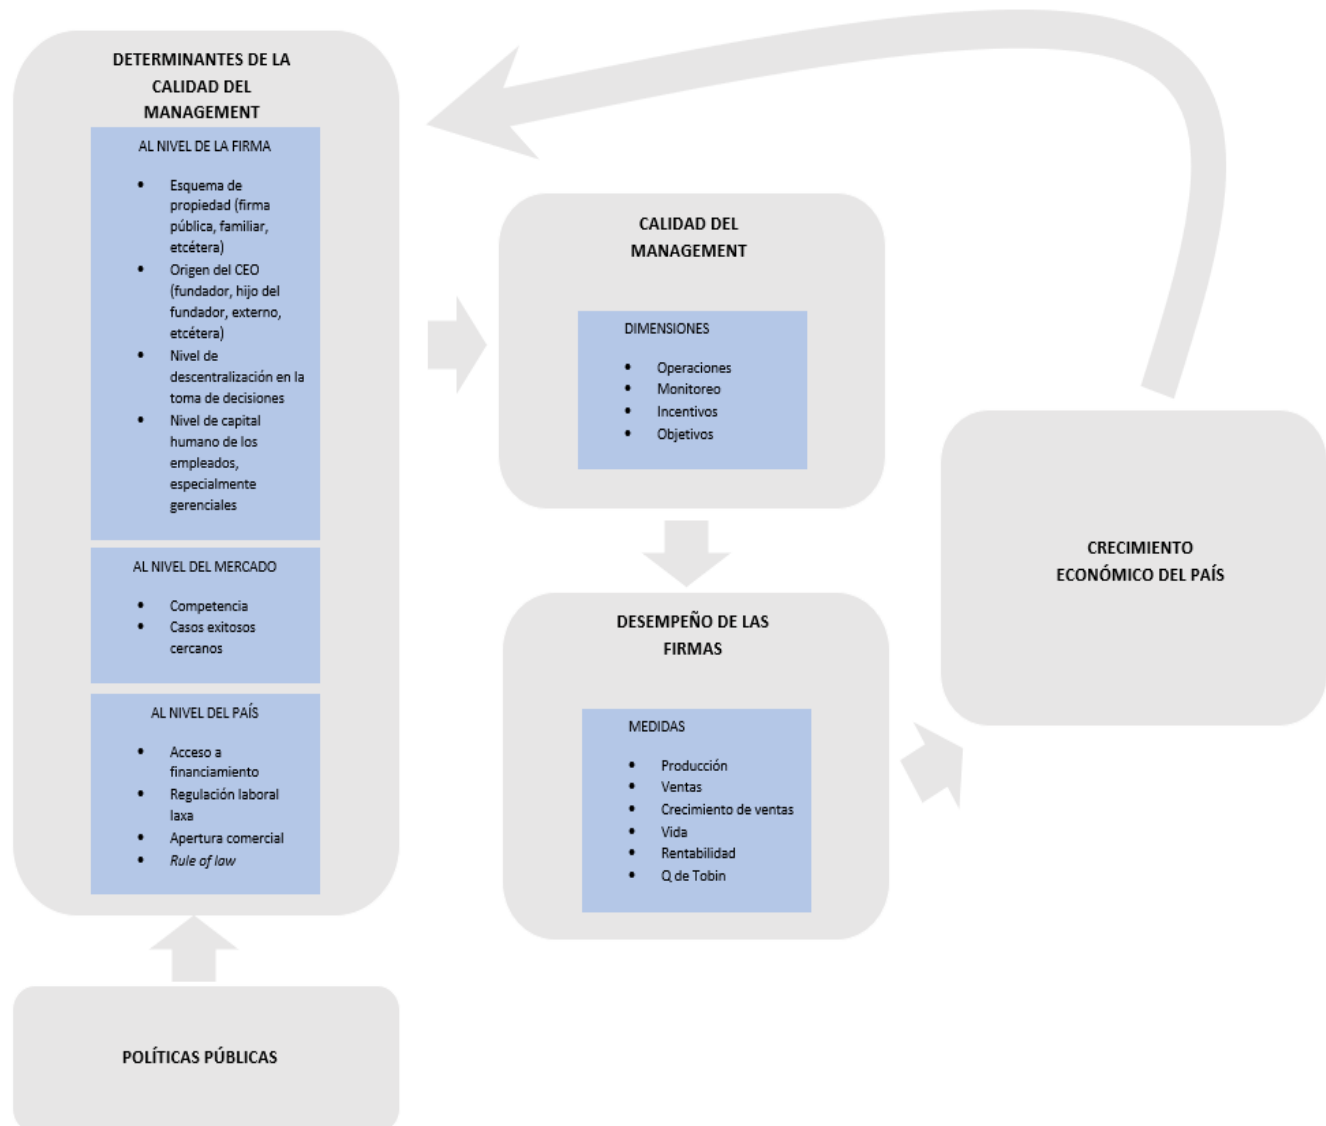 DETERMINANTES DE LA
CALIDAD DEL
MANAGEMENT
AL NIVEL DE LA FIRMA
• Esquema de
propiedad (firma
pública, familiar,
etcétera)
• Origen del CEO
(fundador, hijo del
fundador, externo,
etcétera)
• Nivel de
descentralización en la
toma de decisiones
• Nivel de capital
humano de los
empleados,
especialmente
gerenciales
AL NIVEL DEL MERCADO
• Competencia
• Casos exitosos
cercanos
AL NIVEL DEL PAÍS
• Acceso a
financiamiento
• Regulación laboral
laxa
• Apertura comercial
• Rule of law
POLÍTICAS PÚBLICAS
CALIDAD DEL
MANAGEMENT
DIMENSIONES
• Operaciones
• Monitoreo
• Incentivos
• Objetivos
DESEMPEÑO DE LAS
FIRMAS
MEDIDAS
• Producción
• Ventas
• Crecimiento de ventas
• Vida
• Rentabilidad
• Q de Tobin
CRECIMIENTO
ECONÓMICO DEL PAÍS